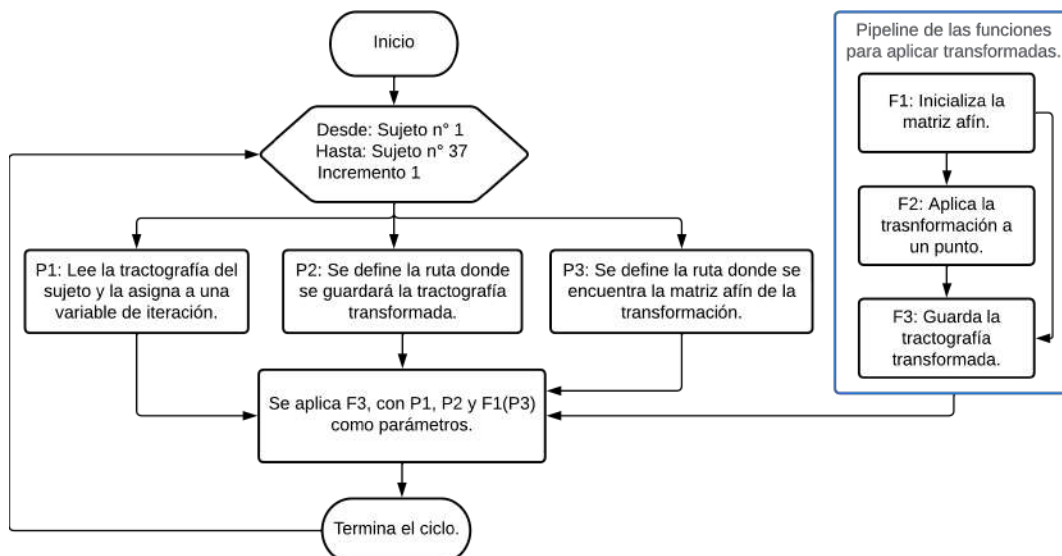 Inicio
Desde: Sujeto n° 1
Hasta: Sujeto n° 37
Incremento 1
P1: Lee la tractografía del
sujeto y la asigna a una
variable de iteración.
P2: Se define la ruta donde
se guardará la tractografía
transformada.
P3: Se define la ruta donde se
encuentra la matriz afín de la
transformación.
Se aplica F3, con P1, P2 y F1(P3)
como parámetros.
Termina el ciclo.
Pipeline de las funciones
para aplicar transformadas.
F1: Inicializa la
matriz afín.
F2: Aplica la
trasnformación a
un punto.
F3: Guarda la
tractografía
transformada.